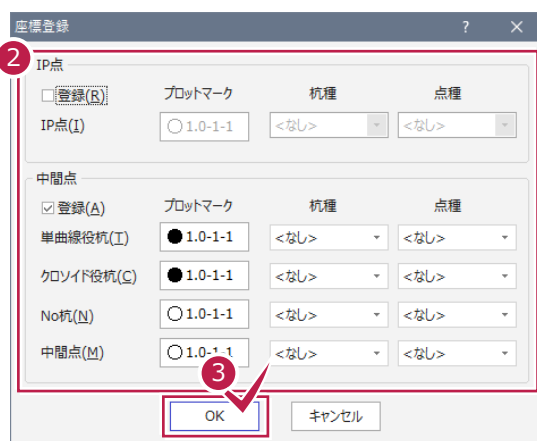 座標登録 ? ×
2
IP点
登録(R) プロットマーク 杭種 点種
IP点(I) 1.0-1-1 <なし> <なし>
中間点
登録(A) プロットマーク 杭種 点種
単曲線役杭(T) 1.0-1-1 <なし> <なし>
クロソイド役杭(C) 1.0-1-1 <なし> <なし>
No杭(N) 1.0-1-1 <なし> <なし>
中間点(M) 1.0-1-1 <なし> <なし>
3
OK キャンセル